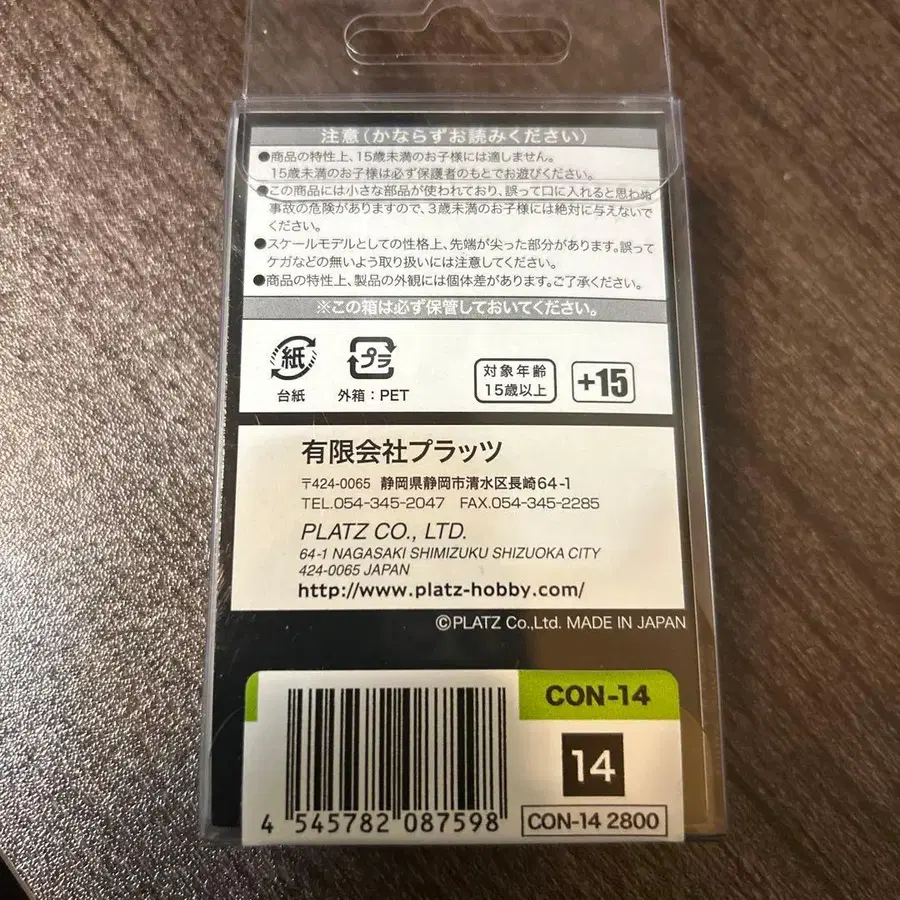 注意(かならずお読みください)
●商品の特性上、15歳未満のお子様には適しません。
15歳未満のお子様は必ず保護者のもとでお遊びください。
●この商品には小さな部品が使われており、誤って口に入れると思わぬ
事故の危険がありますので、3歳未満のお子様には絶対に与えないで
ください。
●スケールモデルとしての性格上、先端が尖った部分があります。誤って
ケガなどの無いよう取り扱いには注意してください。
●商品の特性上、製品の外観には個体差があります。ご了承ください。
※この箱は必ず保管しておいてください。
紙
台紙
プラ
外箱:PET
対象年齢
15歳以上
+15
有限会社プラッツ
〒424-0065 静岡県静岡市清水区長崎64-1
TEL.054-345-2047 FAX.054-345-2285
PLATZ CO., LTD.
64-1 NAGASAKI SHIMIZUKU SHIZUOKA CITY
424-0065 JAPAN
http://www.platz-hobby.com/
©PLATZ Co.,Ltd. MADE IN JAPAN
CON-14
14
4 545782 087598
CON-14 2800